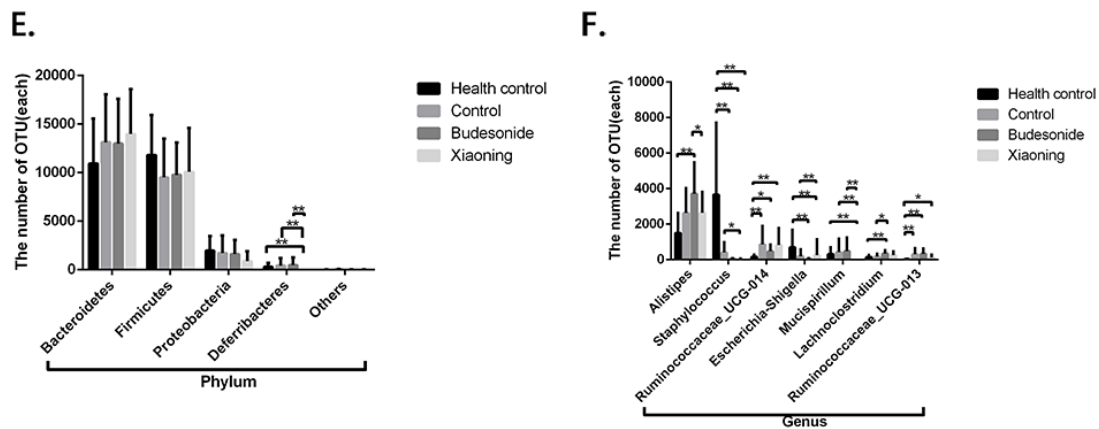 E.
The number of OTU(each)
20000
15000
10000
5000
0
**
**
**
Bacteroidetes
Firmicutes
Proteobacteria
Deferribacteres
Others
Phylum
Health control
Control
Budesonide
Xiaoning
F.
The number of OTU(each)
10000
8000
6000
4000
2000
0
**
*
**
**
**
*
**
*
**
**
**
**
**
**
**
*
**
*
**
**
Alistipes
Staphylococcus
Ruminococcaceae_UCG-014
Escherichia-Shigella
Mucispirillum
Lachnoclostridium
Ruminococcaceae_UCG-013
Genus
Health control
Control
Budesonide
Xiaoning